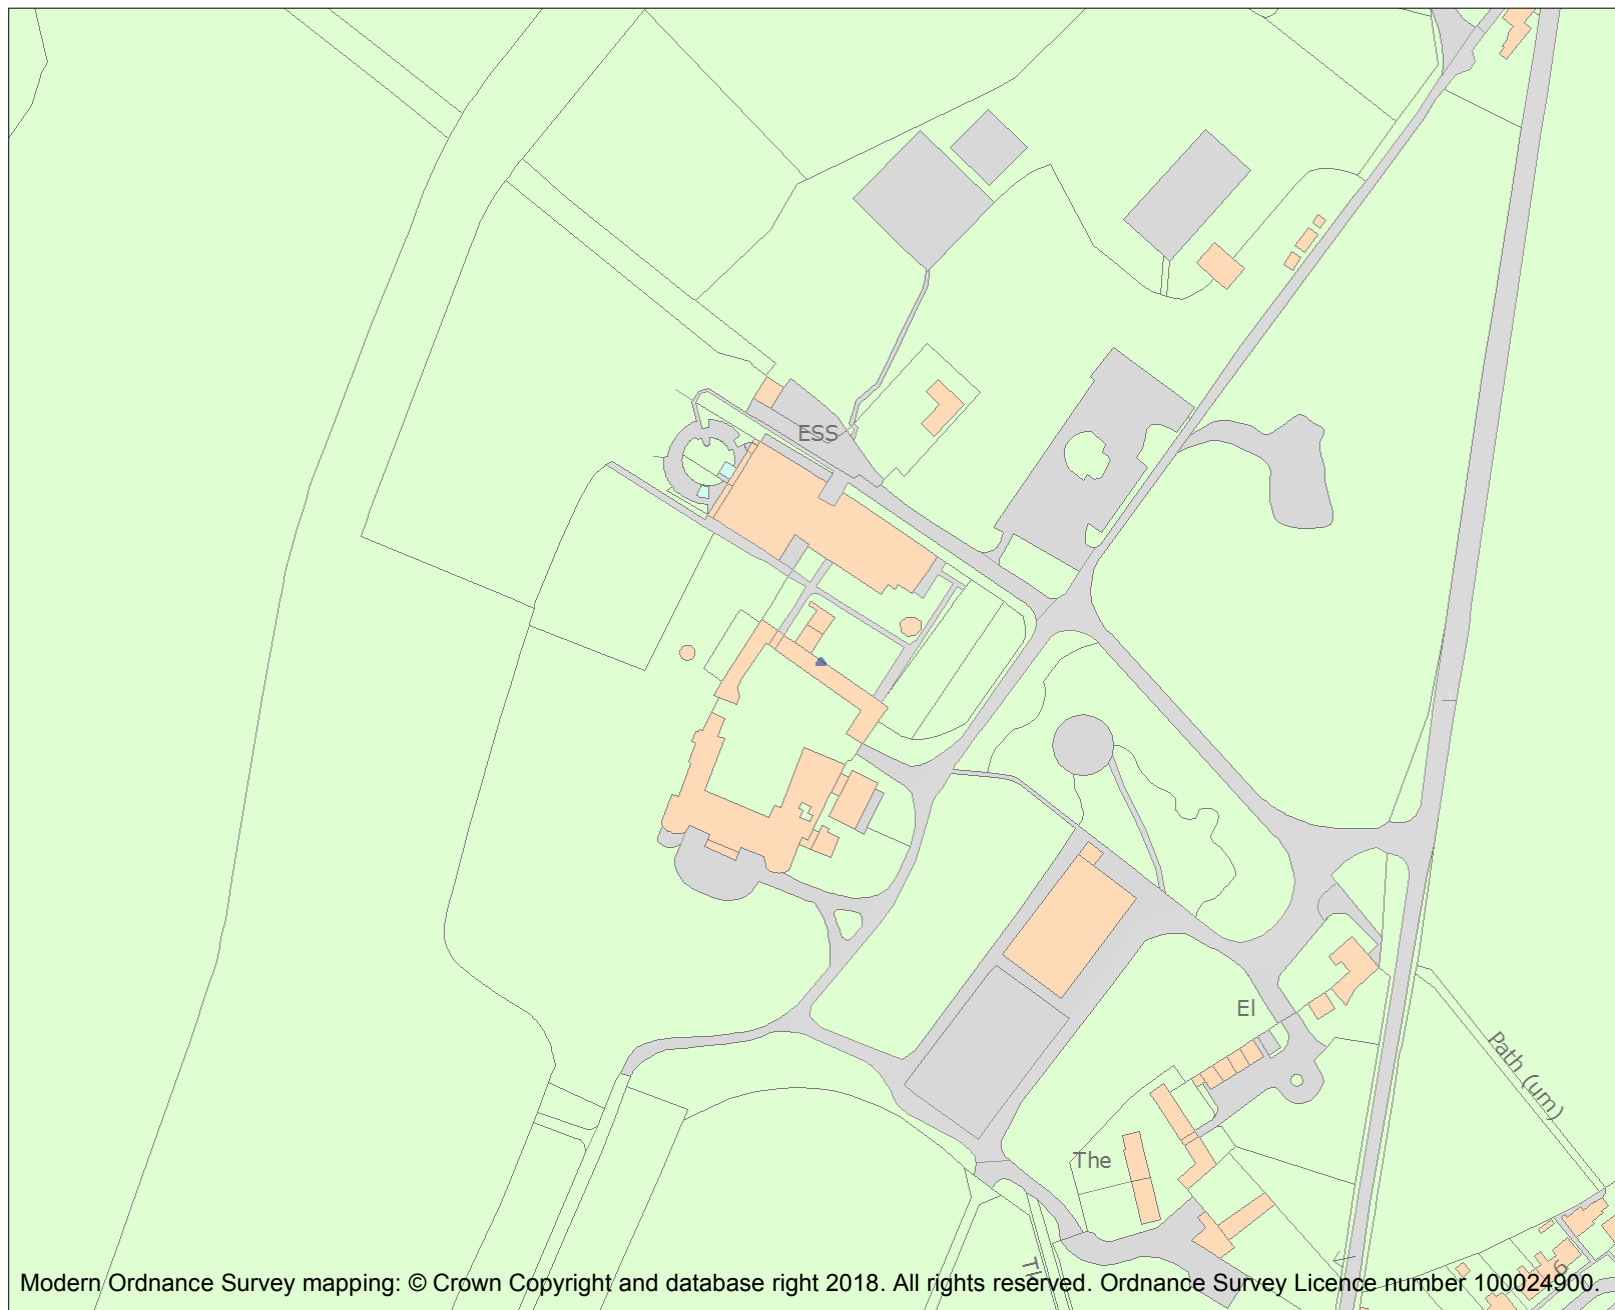 ESS
El
Path (um)
The
6
Modern Ordnance Survey mapping: © Crown Copyright and database right 2018. All rights reserved. Ordnance Survey Licence number 100024900.